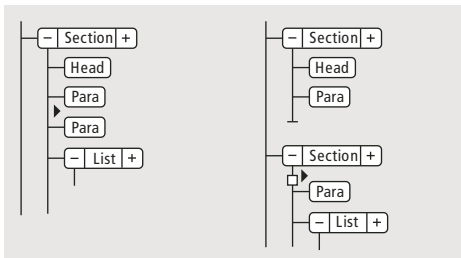 – Section +
Head
Para
Para
– List +
– Section +
Head
Para
– Section +
Para
– List +